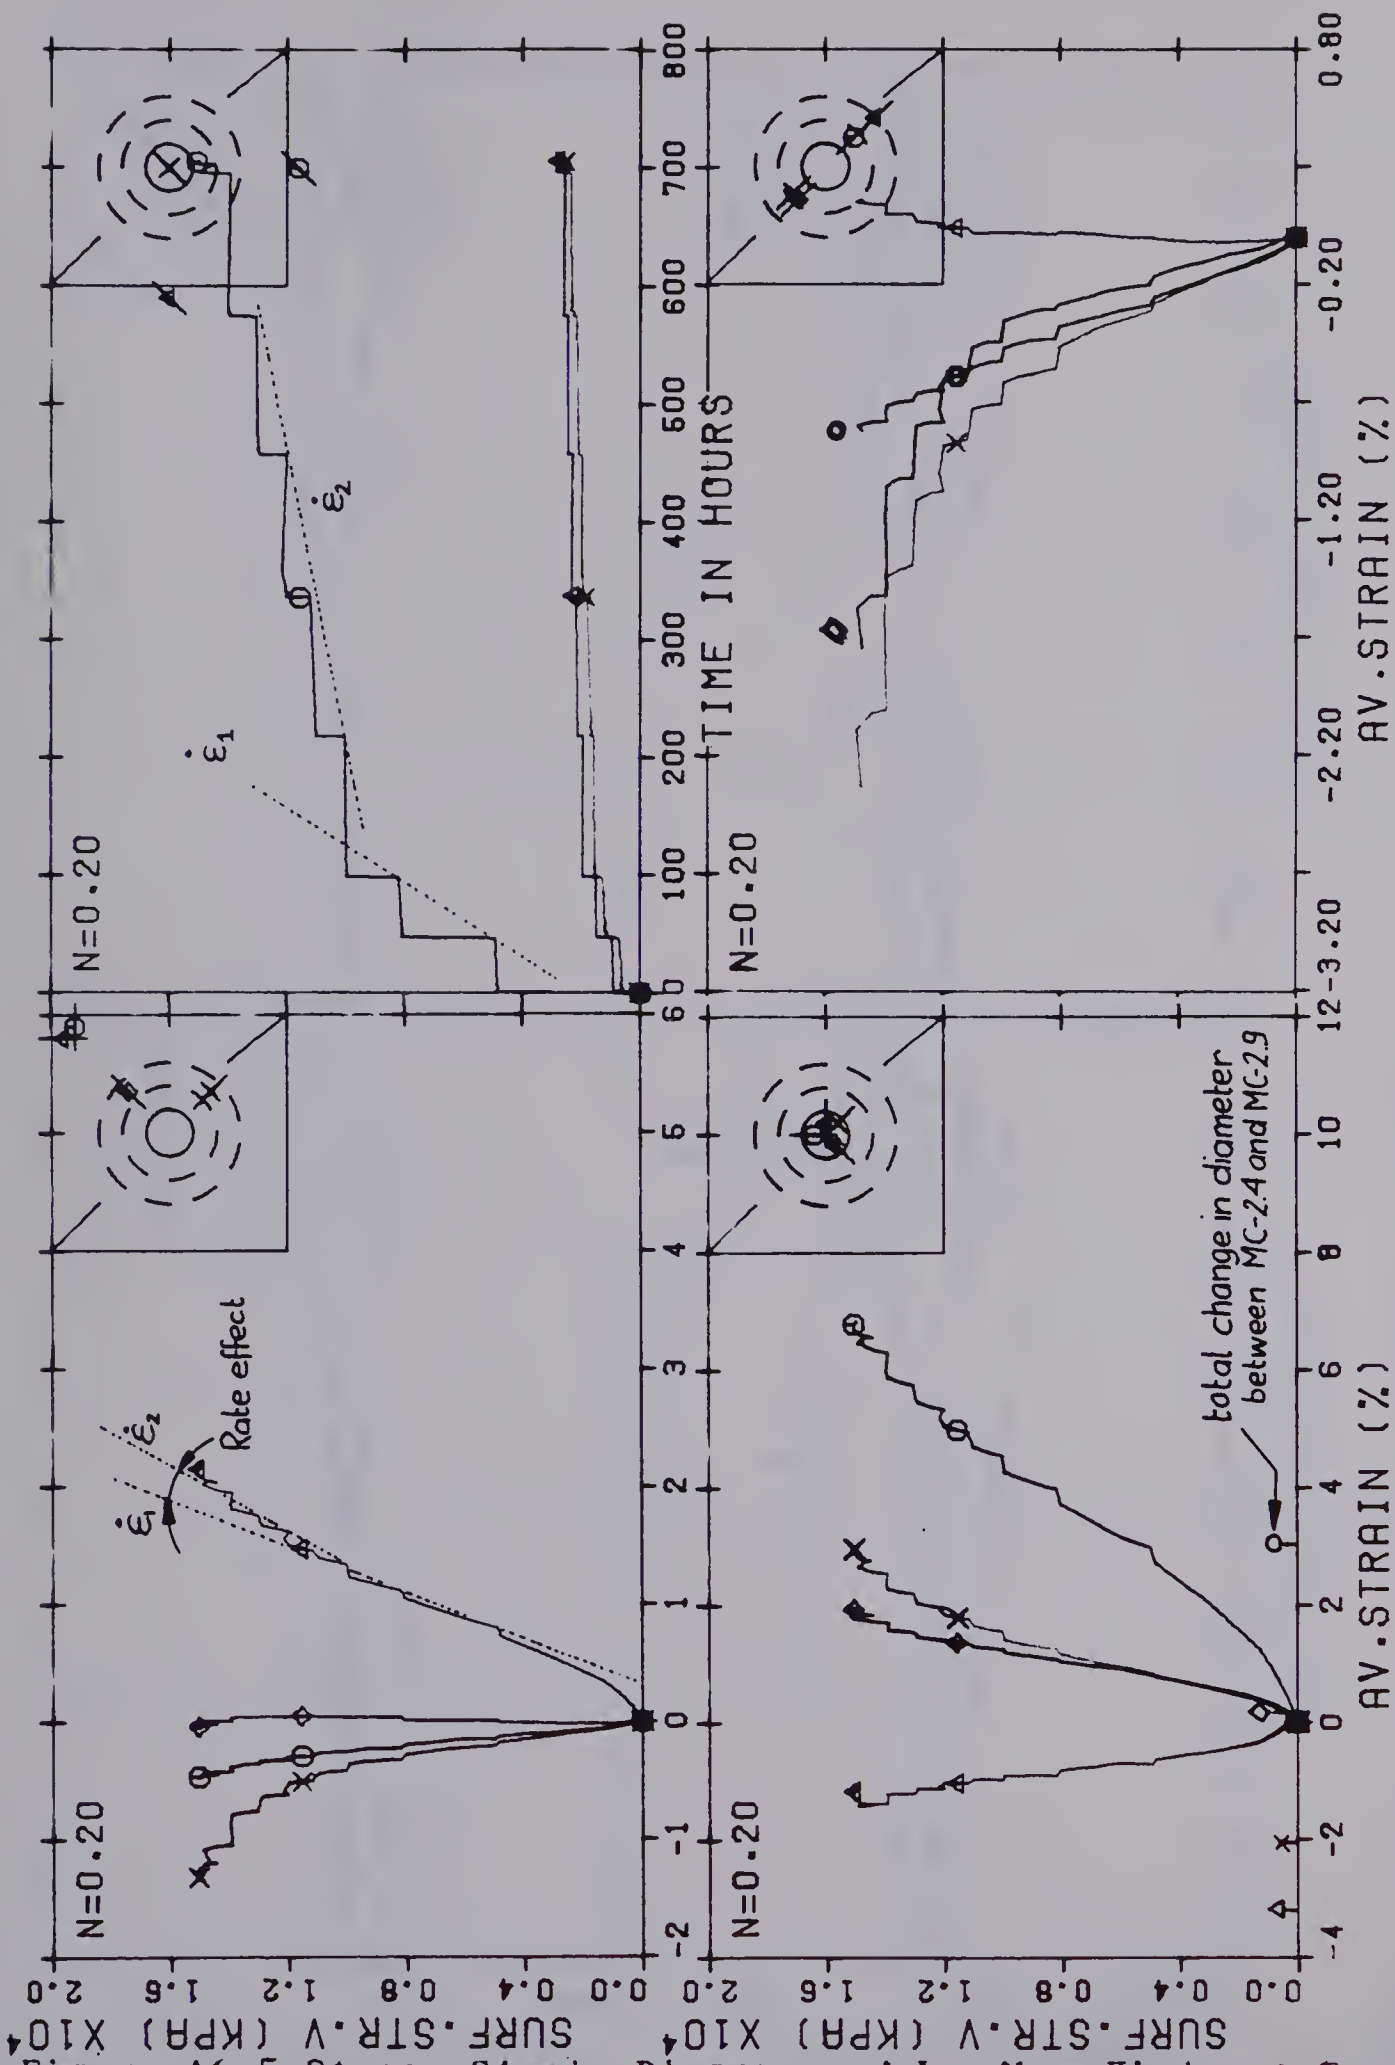 N=0.20
ε̇₁
ε̇₂
Rate effect
SURF.STR.V (KPA) X10⁴
0.0 0.4 0.8 1.2 1.6 2.0
-2 -1 0 1 2 3 4 5 6
N=0.20
ε̇₁
ε̇₂
0 100 200 300 400 500 600 700 800
TIME IN HOURS
N=0.20
SURF.STR.V (KPA) X10⁴
0.0 0.4 0.8 1.2 1.6 2.0
total change in diameter
between MC-2.4 and MC-2.9
-4 -2 0 2 4 6 8 10 12
AV.STRAIN (%)
N=0.20
-3.20 -2.20 -1.20 -0.20 0.80
AV.STRAIN (%)